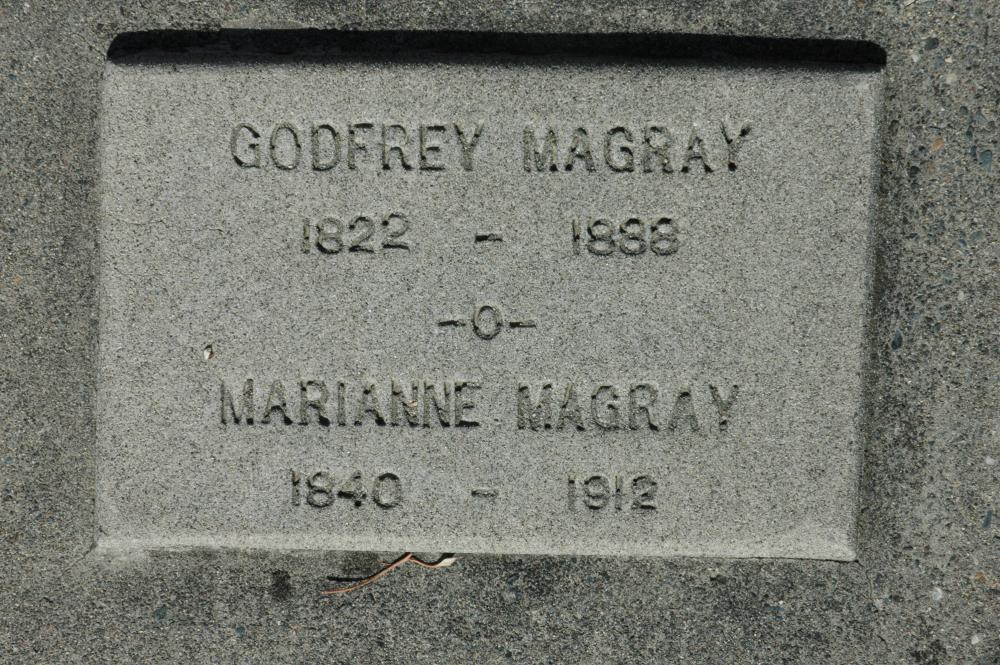 GODFREY MAGRAY
1822 - 1888
-O-
MARIANNE MAGRAY
1840 - 1912